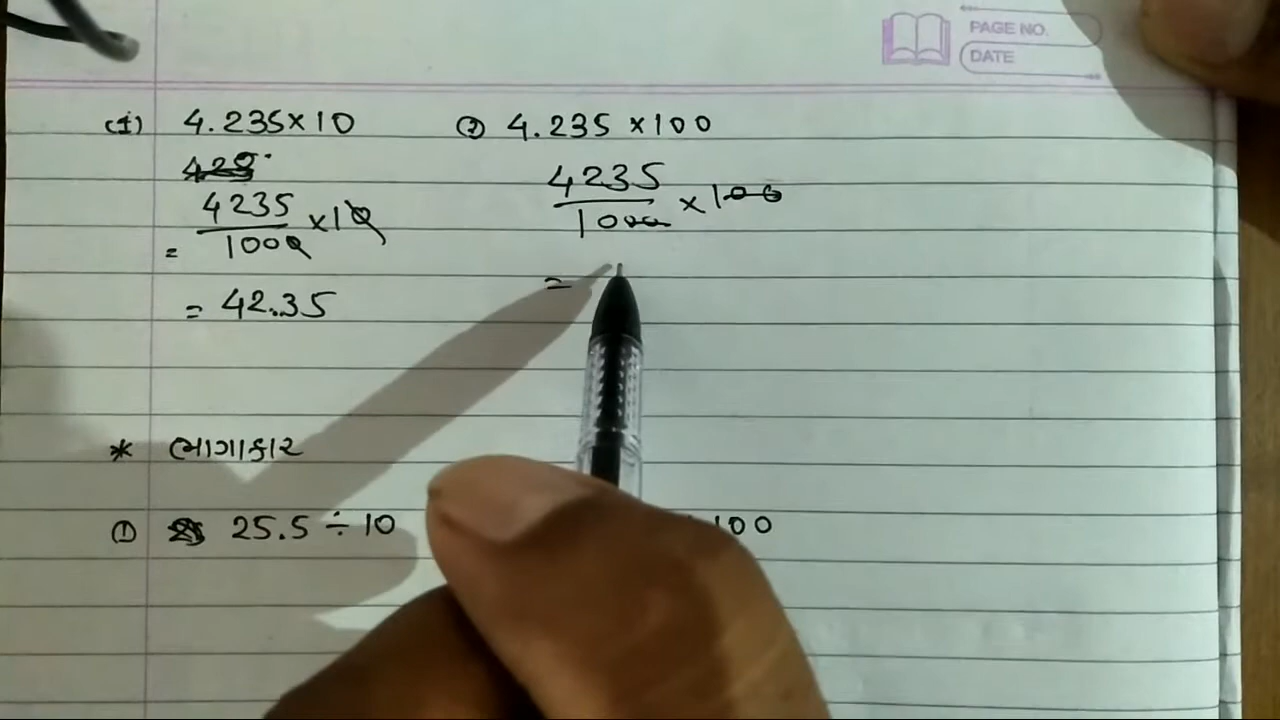 PAGE NO.
DATE
(1) 4.235×10
② 4.235 ×100
4235
1000 ×10
=
= 42.35
4235
1000 ×100
=
* ભાગાકાર
① 25.5 ÷ 10
100